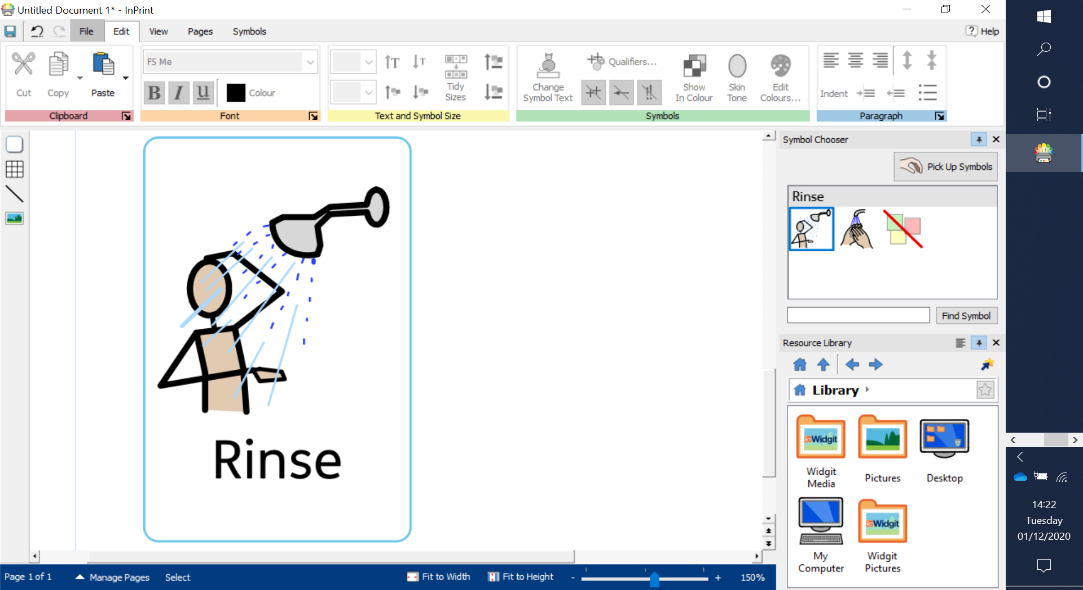 Untitled Document 1* - InPrint
File Edit View Pages Symbols Help
Cut Copy Paste
Clipboard
FS Me
B I U Colour
Font
Tidy Sizes
Text and Symbol Size
Change Symbol Text
Qualifiers...
Show In Colour
Skin Tone
Edit Colours...
Symbols
Indent
Paragraph
Rinse
Symbol Chooser
Pick Up Symbols
Rinse
Find Symbol
Resource Library
Library
Widgit
Widgit Media
Pictures
Desktop
My Computer
Widgit
Widgit Pictures
Page 1 of 1 Manage Pages Select Fit to Width Fit to Height - + 150%
14:22
Tuesday
01/12/2020